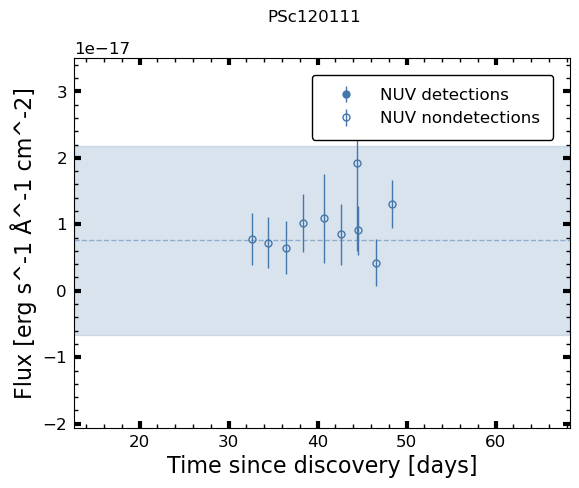 PSc120111
1e−17
NUV detections
NUV nondetections
3
2
1
0
−1
−2
Flux [erg s^-1 Å^-1 cm^-2]
20 30 40 50 60
Time since discovery [days]